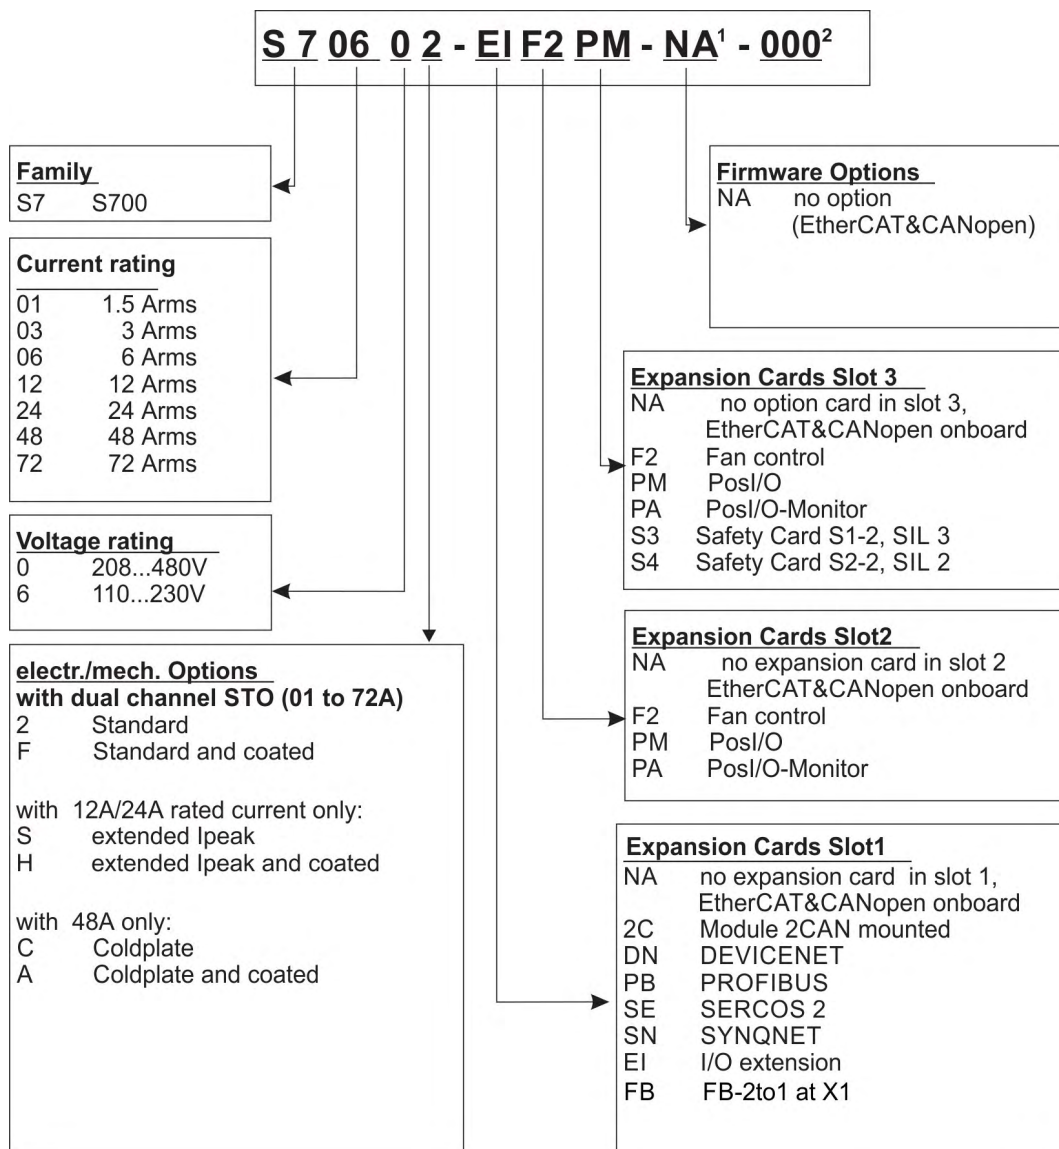 S 7 06 0 2 - EI F2 PM - NA¹ - 000²
Family
S7 S700
Current rating
01 1.5 Arms
03 3 Arms
06 6 Arms
12 12 Arms
24 24 Arms
48 48 Arms
72 72 Arms
Voltage rating
0 208...480V
6 110...230V
electr./mech. Options
with dual channel STO (01 to 72A)
2 Standard
F Standard and coated
with 12A/24A rated current only:
S extended Ipeak
H extended Ipeak and coated
with 48A only:
C Coldplate
A Coldplate and coated
Firmware Options
NA no option
(EtherCAT&CANopen)
Expansion Cards Slot 3
NA no option card in slot 3,
EtherCAT&CANopen onboard
F2 Fan control
PM PosI/O
PA PosI/O-Monitor
S3 Safety Card S1-2, SIL 3
S4 Safety Card S2-2, SIL 2
Expansion Cards Slot2
NA no expansion card in slot 2
EtherCAT&CANopen onboard
F2 Fan control
PM PosI/O
PA PosI/O-Monitor
Expansion Cards Slot1
NA no expansion card in slot 1,
EtherCAT&CANopen onboard
2C Module 2CAN mounted
DN DEVICENET
PB PROFIBUS
SE SERCOS 2
SN SYNQNET
EI I/O extension
FB FB-2to1 at X1